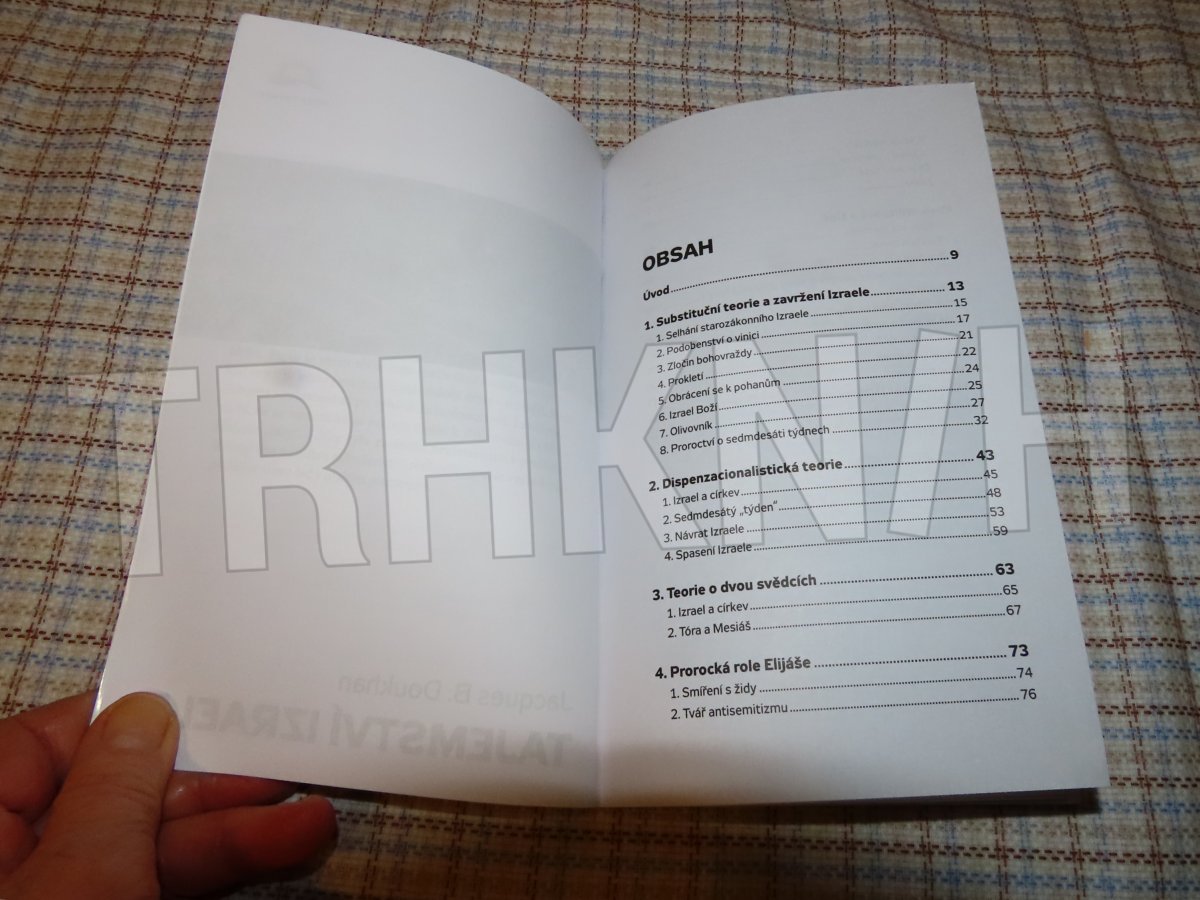 OBSAH
Úvod 9
1. Substituční teorie a zavržení Izraele 13
1. Selhání starozákonního Izraele 15
2. Podobenství o vinici 17
3. Zločin bohovraždy 21
4. Prokletí 22
5. Obrácení se k pohanům 24
6. Izrael Boží 25
7. Olivovník 27
8. Proroctví o sedmdesáti týdnech 32
2. Dispenzacionalistická teorie 43
1. Izrael a církev 45
2. Sedmdesátý „týden“ 48
3. Návrat Izraele 53
4. Spasení Izraele 59
3. Teorie o dvou svědcích 63
1. Izrael a církev 65
2. Tóra a Mesiáš 67
4. Prorocká role Elijáše 73
1. Smíření s židy 74
2. Tvář antisemitizmu 76
Jacques B. Doukhan
TAJEMSTVÍ IZRAEL
TRHKNIH